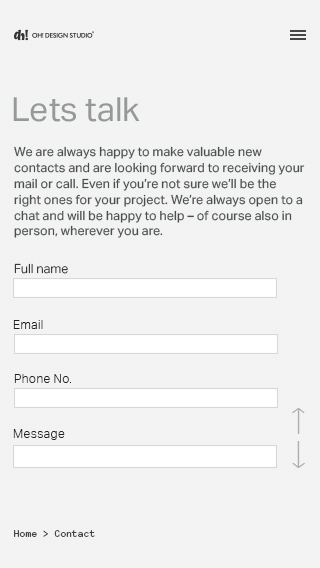 oh! OH! DESIGN STUDIO
Lets talk
We are always happy to make valuable new
contacts and are looking forward to receiving your
mail or call. Even if you're not sure we'll be the
right ones for your project. We're always open to a
chat and will be happy to help – of course also in
person, wherever you are.
Full name
Email
Phone No.
Message
Home > Contact